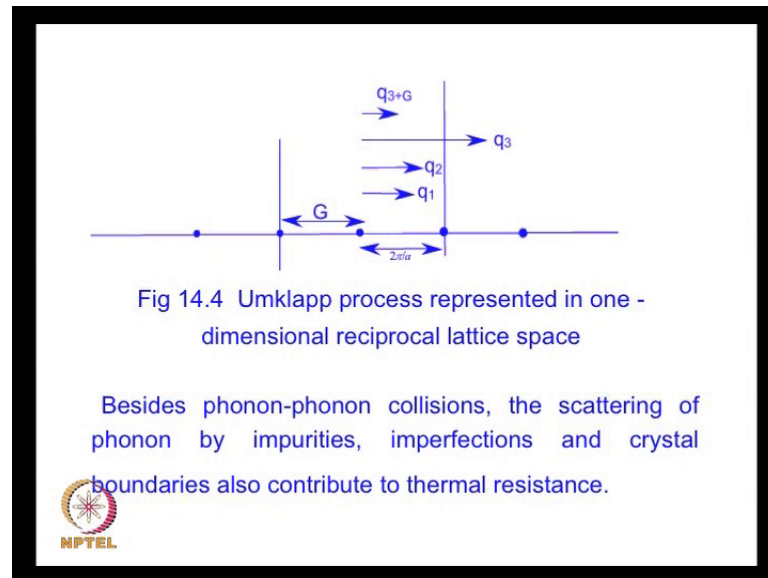 q3+G
q3
q2
q1
G
2π/a
Fig 14.4 Umklapp process represented in one -
dimensional reciprocal lattice space
Besides phonon-phonon collisions, the scattering of
phonon by impurities, imperfections and crystal
boundaries also contribute to thermal resistance.
NPTEL